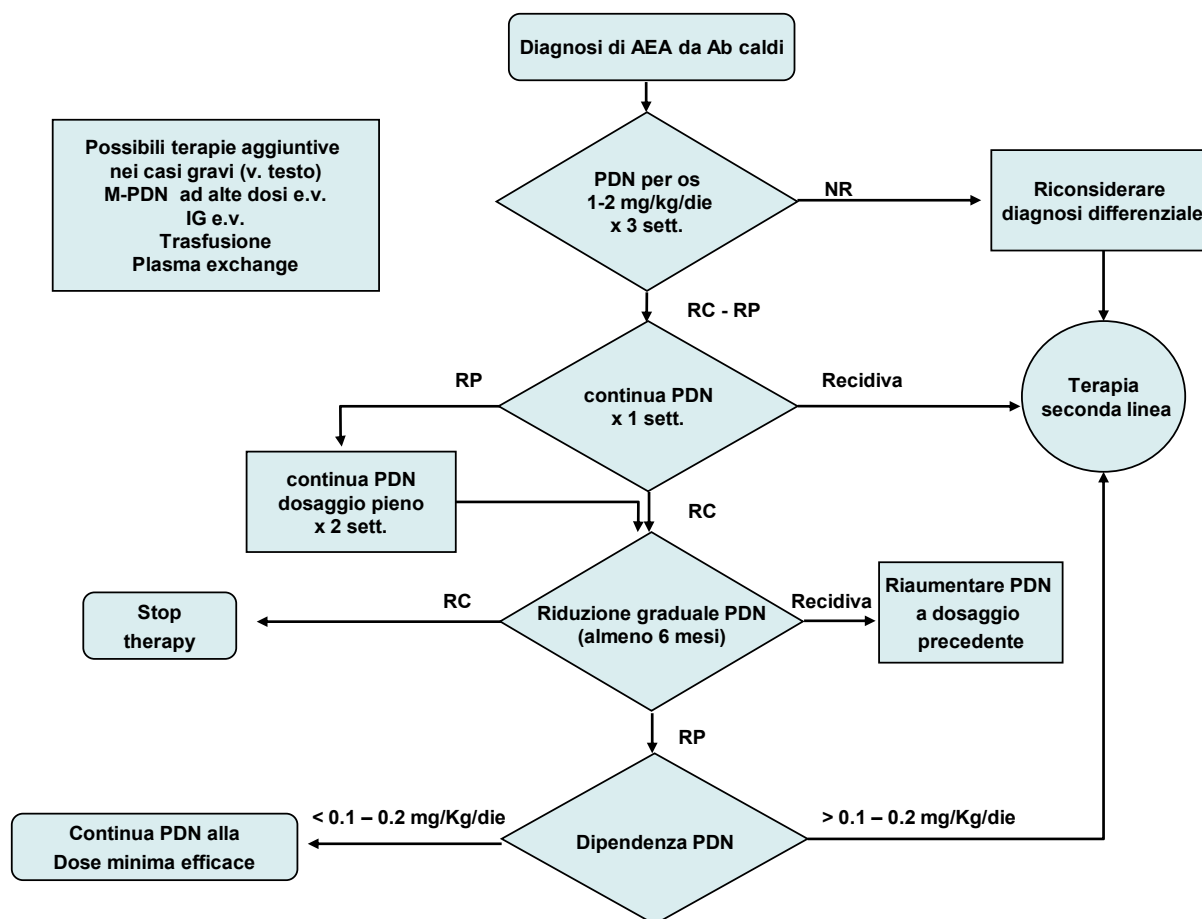 Diagnosi di AEA da Ab caldi
Possibili terapie aggiuntive
nei casi gravi (v. testo)
M-PDN ad alte dosi e.v.
IG e.v.
Trasfusione
Plasma exchange
PDN per os
1-2 mg/kg/die
x 3 sett.
NR
Riconsiderare
diagnosi differenziale
RC - RP
RP
continua PDN
x 1 sett.
Recidiva
Terapia
seconda linea
continua PDN
dosaggio pieno
x 2 sett.
RC
Stop
therapy
RC
Riduzione graduale PDN
(almeno 6 mesi)
Recidiva
Riaumentare PDN
a dosaggio
precedente
RP
Continua PDN alla
Dose minima efficace
< 0.1 – 0.2 mg/Kg/die
Dipendenza PDN
> 0.1 – 0.2 mg/Kg/die